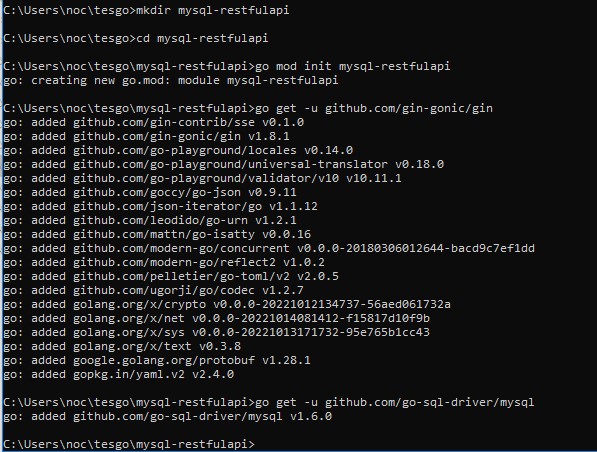 C:\Users\noc\tesgo>mkdir mysql-restfulapi
C:\Users\noc\tesgo>cd mysql-restfulapi
C:\Users\noc\tesgo\mysql-restfulapi>go mod init mysql-restfulapi
go: creating new go.mod: module mysql-restfulapi
C:\Users\noc\tesgo\mysql-restfulapi>go get -u github.com/gin-gonic/gin
go: added github.com/gin-contrib/sse v0.1.0
go: added github.com/gin-gonic/gin v1.8.1
go: added github.com/go-playground/locales v0.14.0
go: added github.com/go-playground/universal-translator v0.18.0
go: added github.com/go-playground/validator/v10 v10.11.1
go: added github.com/goccy/go-json v0.9.11
go: added github.com/json-iterator/go v1.1.12
go: added github.com/leodido/go-urn v1.2.1
go: added github.com/mattn/go-isatty v0.0.16
go: added github.com/modern-go/concurrent v0.0.0-20180306012644-bacd9c7ef1dd
go: added github.com/modern-go/reflect2 v1.0.2
go: added github.com/pelletier/go-toml/v2 v2.0.5
go: added github.com/ugorji/go/codec v1.2.7
go: added golang.org/x/crypto v0.0.0-20221012134737-56aed061732a
go: added golang.org/x/net v0.0.0-20221014081412-f15817d10f9b
go: added golang.org/x/sys v0.0.0-20221013171732-95e765b1cc43
go: added golang.org/x/text v0.3.8
go: added google.golang.org/protobuf v1.28.1
go: added gopkg.in/yaml.v2 v2.4.0
C:\Users\noc\tesgo\mysql-restfulapi>go get -u github.com/go-sql-driver/mysql
go: added github.com/go-sql-driver/mysql v1.6.0
C:\Users\noc\tesgo\mysql-restfulapi>